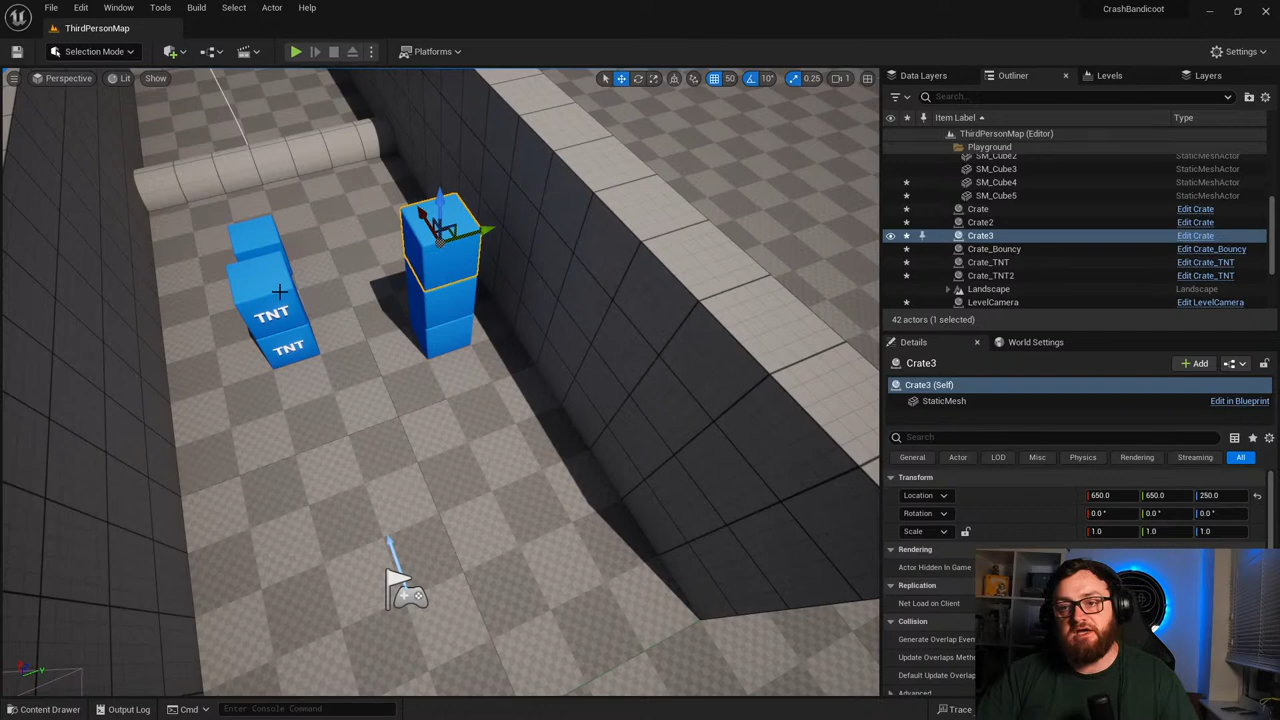 File Edit Window Tools Build Select Actor Help
CrashBandicoot
ThirdPersonMap
Selection Mode
Platforms
Settings
Perspective Lit Show
50 10° 0.25 1
Data Layers Outliner Levels Layers
Search...
Item Label Type
ThirdPersonMap (Editor)
Playground
SM_Cube2 StaticMeshActor
SM_Cube3 StaticMeshActor
SM_Cube4 StaticMeshActor
SM_Cube5 StaticMeshActor
Crate Edit Crate
Crate2 Edit Crate
Crate3 Edit Crate
Crate_Bouncy Edit Crate_Bouncy
Crate_TNT Edit Crate_TNT
Crate_TNT2 Edit Crate_TNT
Landscape Landscape
LevelCamera Edit LevelCamera
42 actors (1 selected)
TNT
TNT
Details World Settings
Crate3
Add
Crate3 (Self)
StaticMesh Edit in Blueprint
Search
General Actor LOD Misc Physics Rendering Streaming All
Transform
Location 650.0 650.0 250.0
Rotation 0.0 ° 0.0 ° 0.0 °
Scale 1.0 1.0 1.0
Rendering
Actor Hidden In Game
Replication
Net Load on Client
Collision
Generate Overlap Even
Update Overlaps Metho
Default Update Overlap
Advanced
Content Drawer Output Log Cmd Enter Console Command
Trace